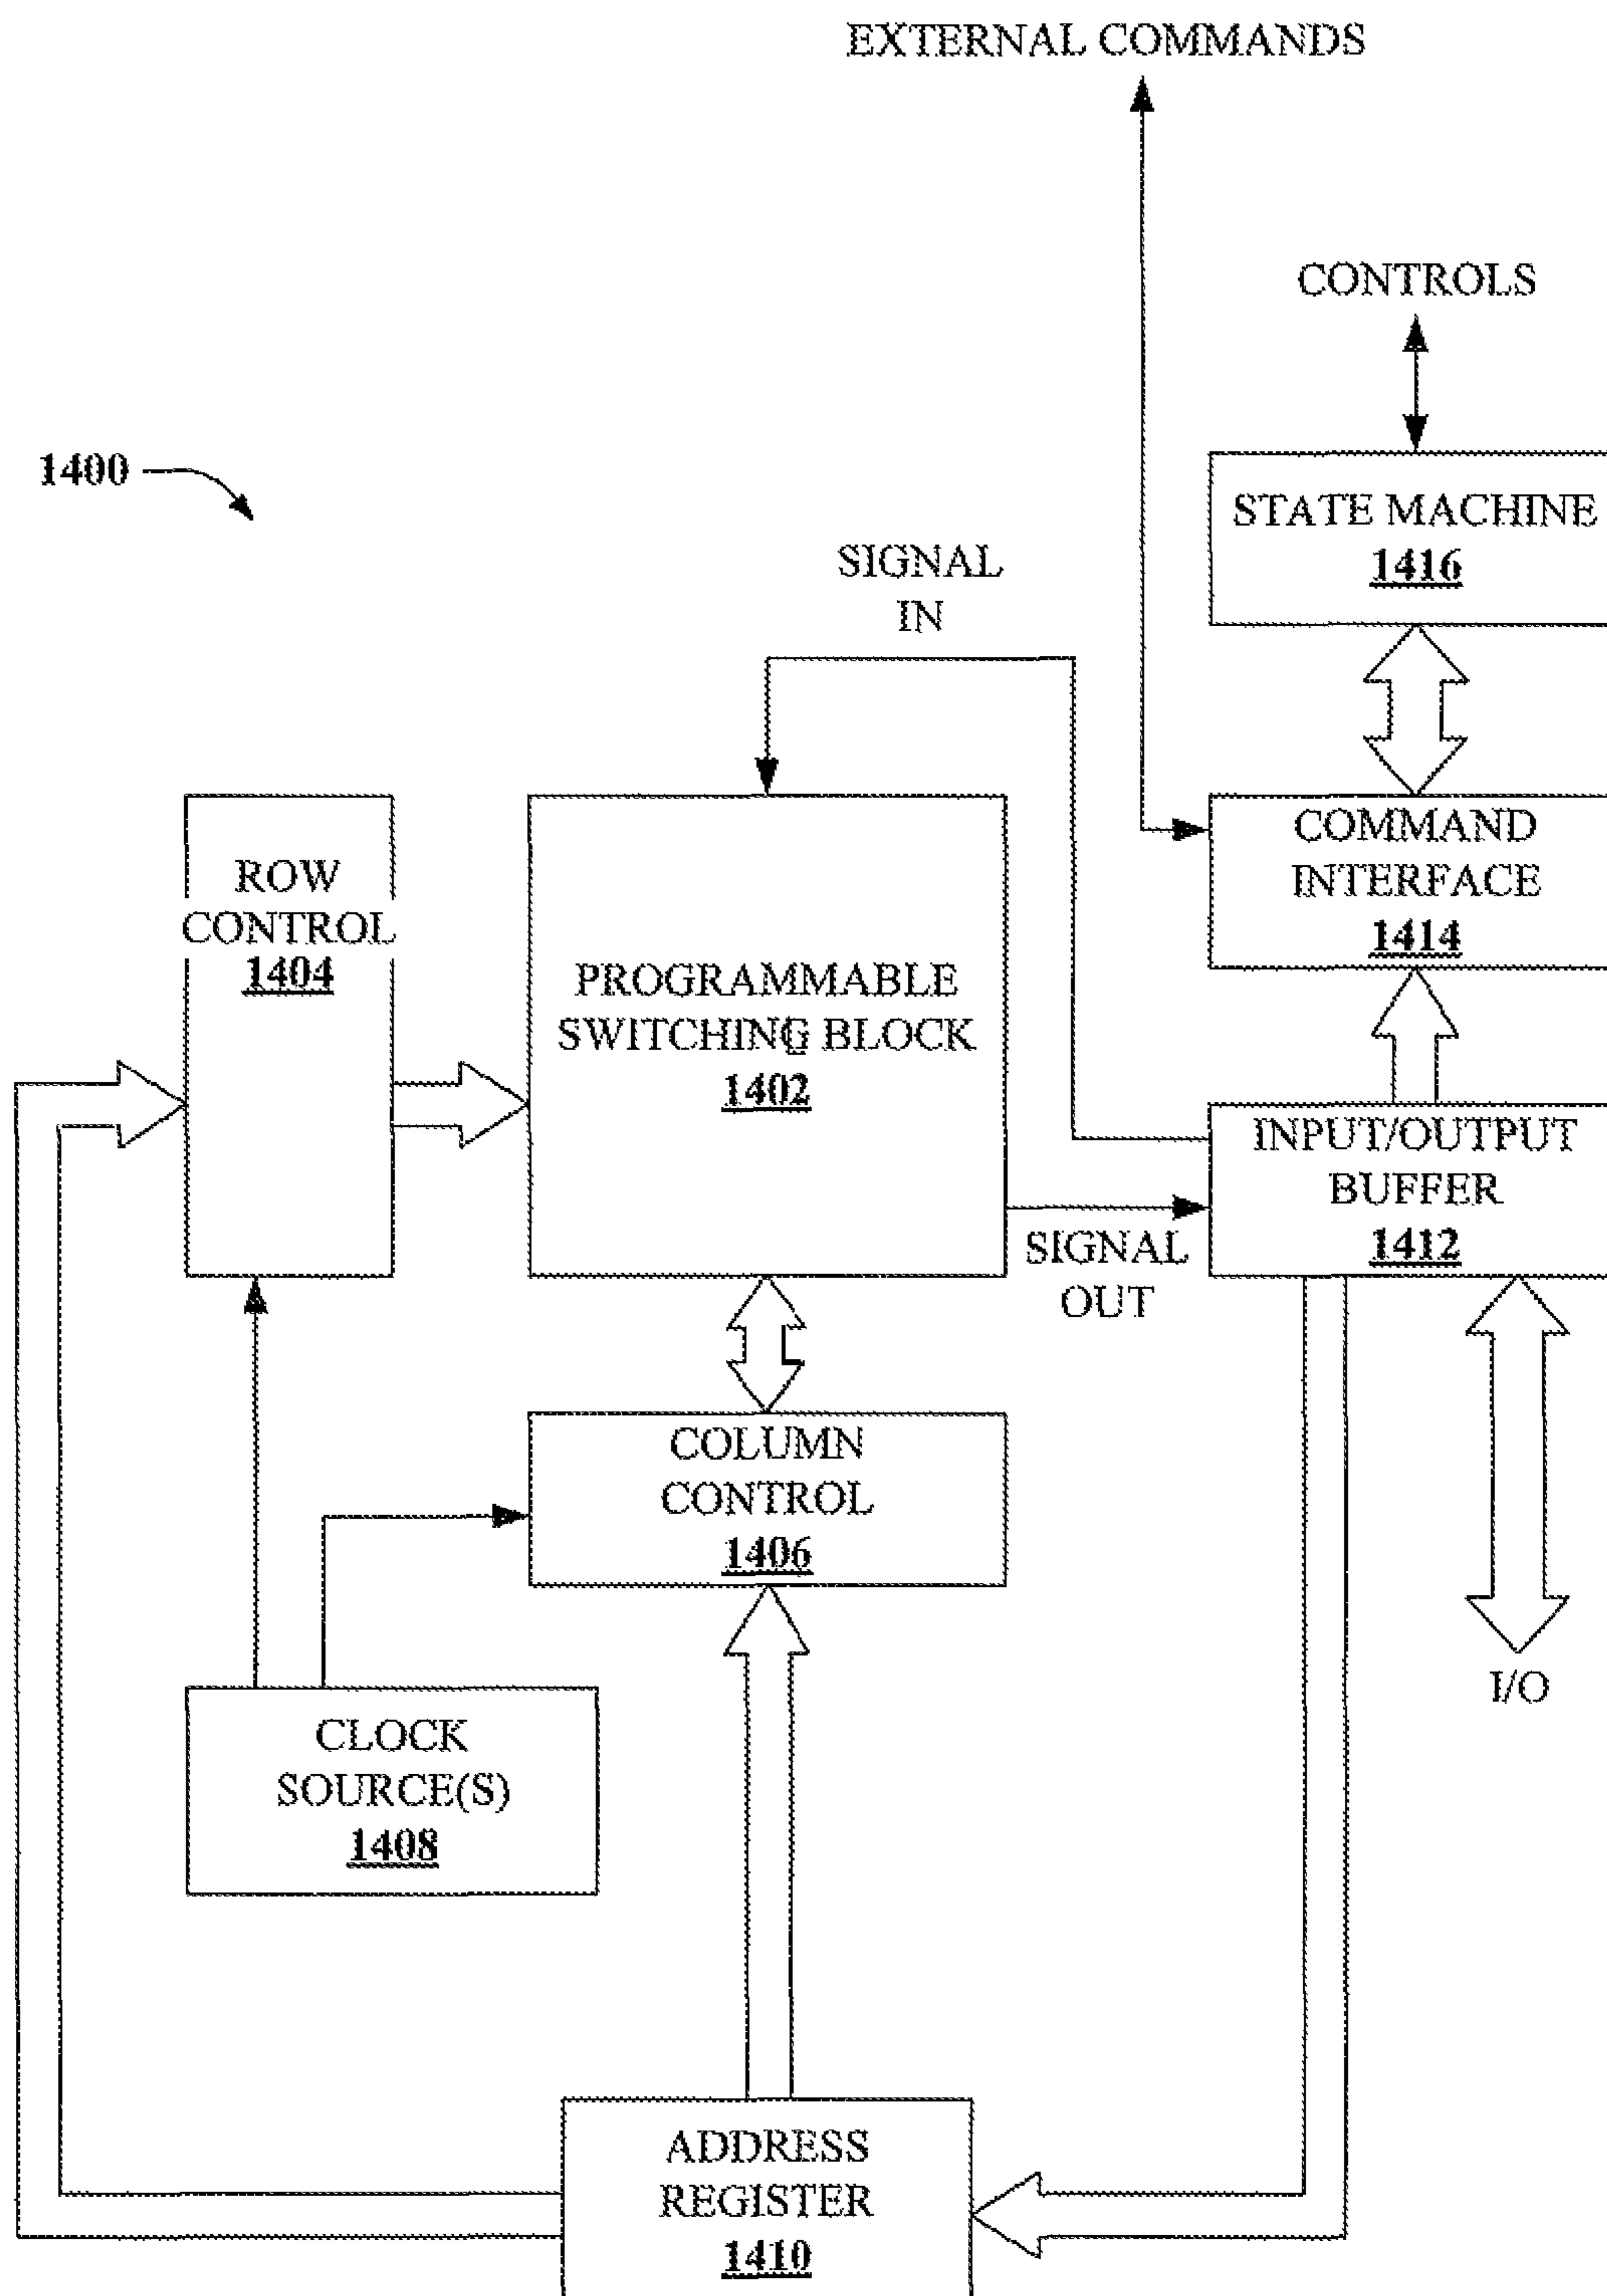 EXTERNAL COMMANDS
CONTROLS
1400
STATE MACHINE
1416
SIGNAL
IN
ROW
CONTROL
1404
PROGRAMMABLE
SWITCHING BLOCK
1402
COMMAND
INTERFACE
1414
INPUT/OUTPUT
BUFFER
1412
SIGNAL
OUT
COLUMN
CONTROL
1406
I/O
CLOCK
SOURCE(S)
1408
ADDRESS
REGISTER
1410